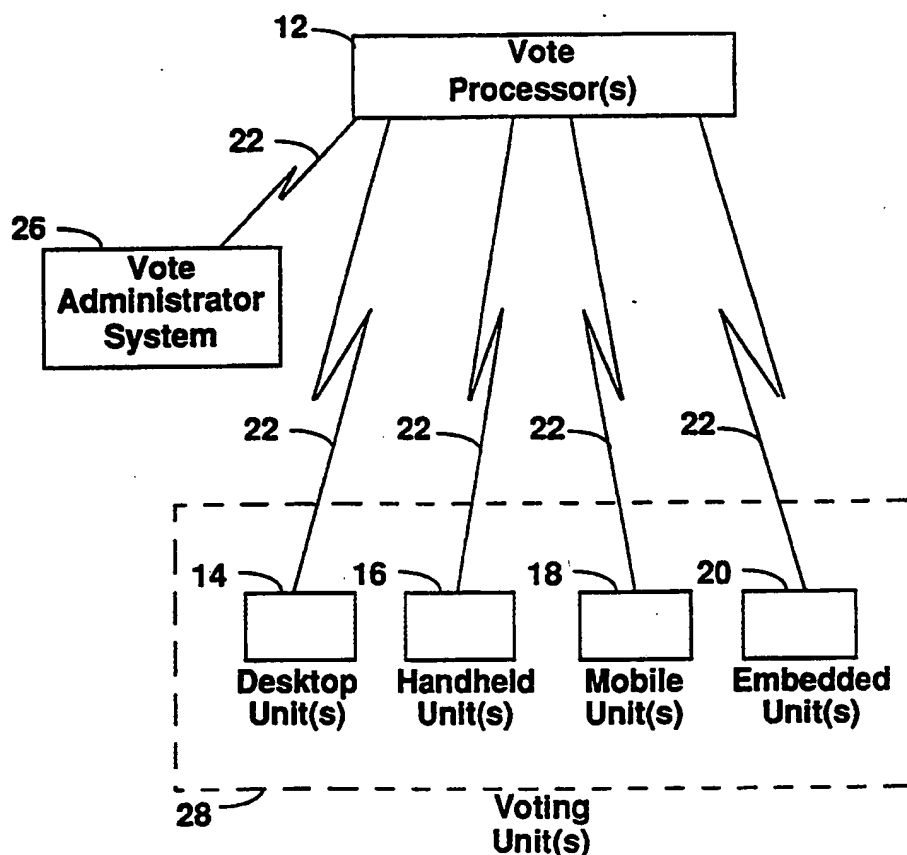 12
Vote
Processor(s)
22
26
Vote
Administrator
System
22
22
22
22
14
16
18
20
Desktop
Unit(s)
Handheld
Unit(s)
Mobile
Unit(s)
Embedded
Unit(s)
28
Voting
Unit(s)